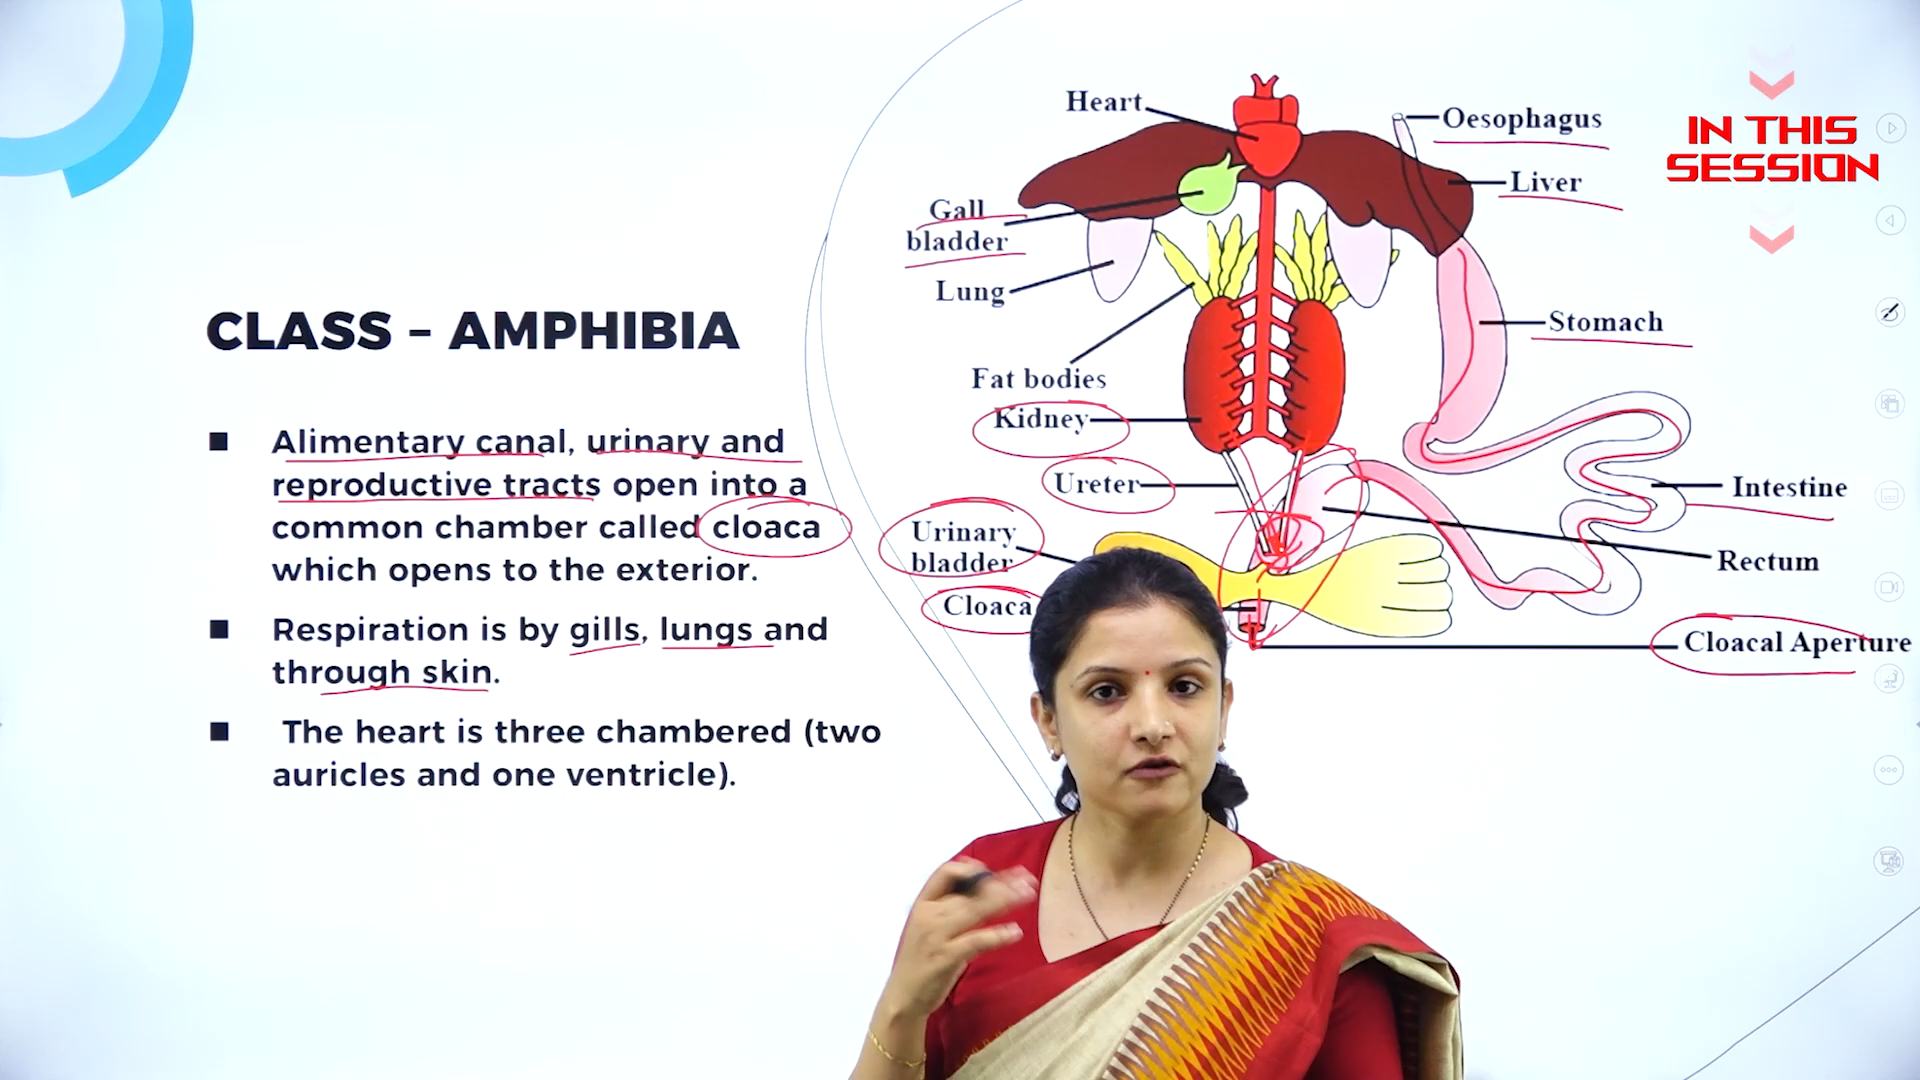 IN THIS
SESSION
CLASS – AMPHIBIA
■ Alimentary canal, urinary and
reproductive tracts open into a
common chamber called cloaca
which opens to the exterior.
■ Respiration is by gills, lungs and
through skin.
■ The heart is three chambered (two
auricles and one ventricle).
Heart
Oesophagus
Liver
Gall
bladder
Lung
Stomach
Fat bodies
Kidney
Ureter
Intestine
Urinary
bladder
Rectum
Cloaca
Cloacal Aperture